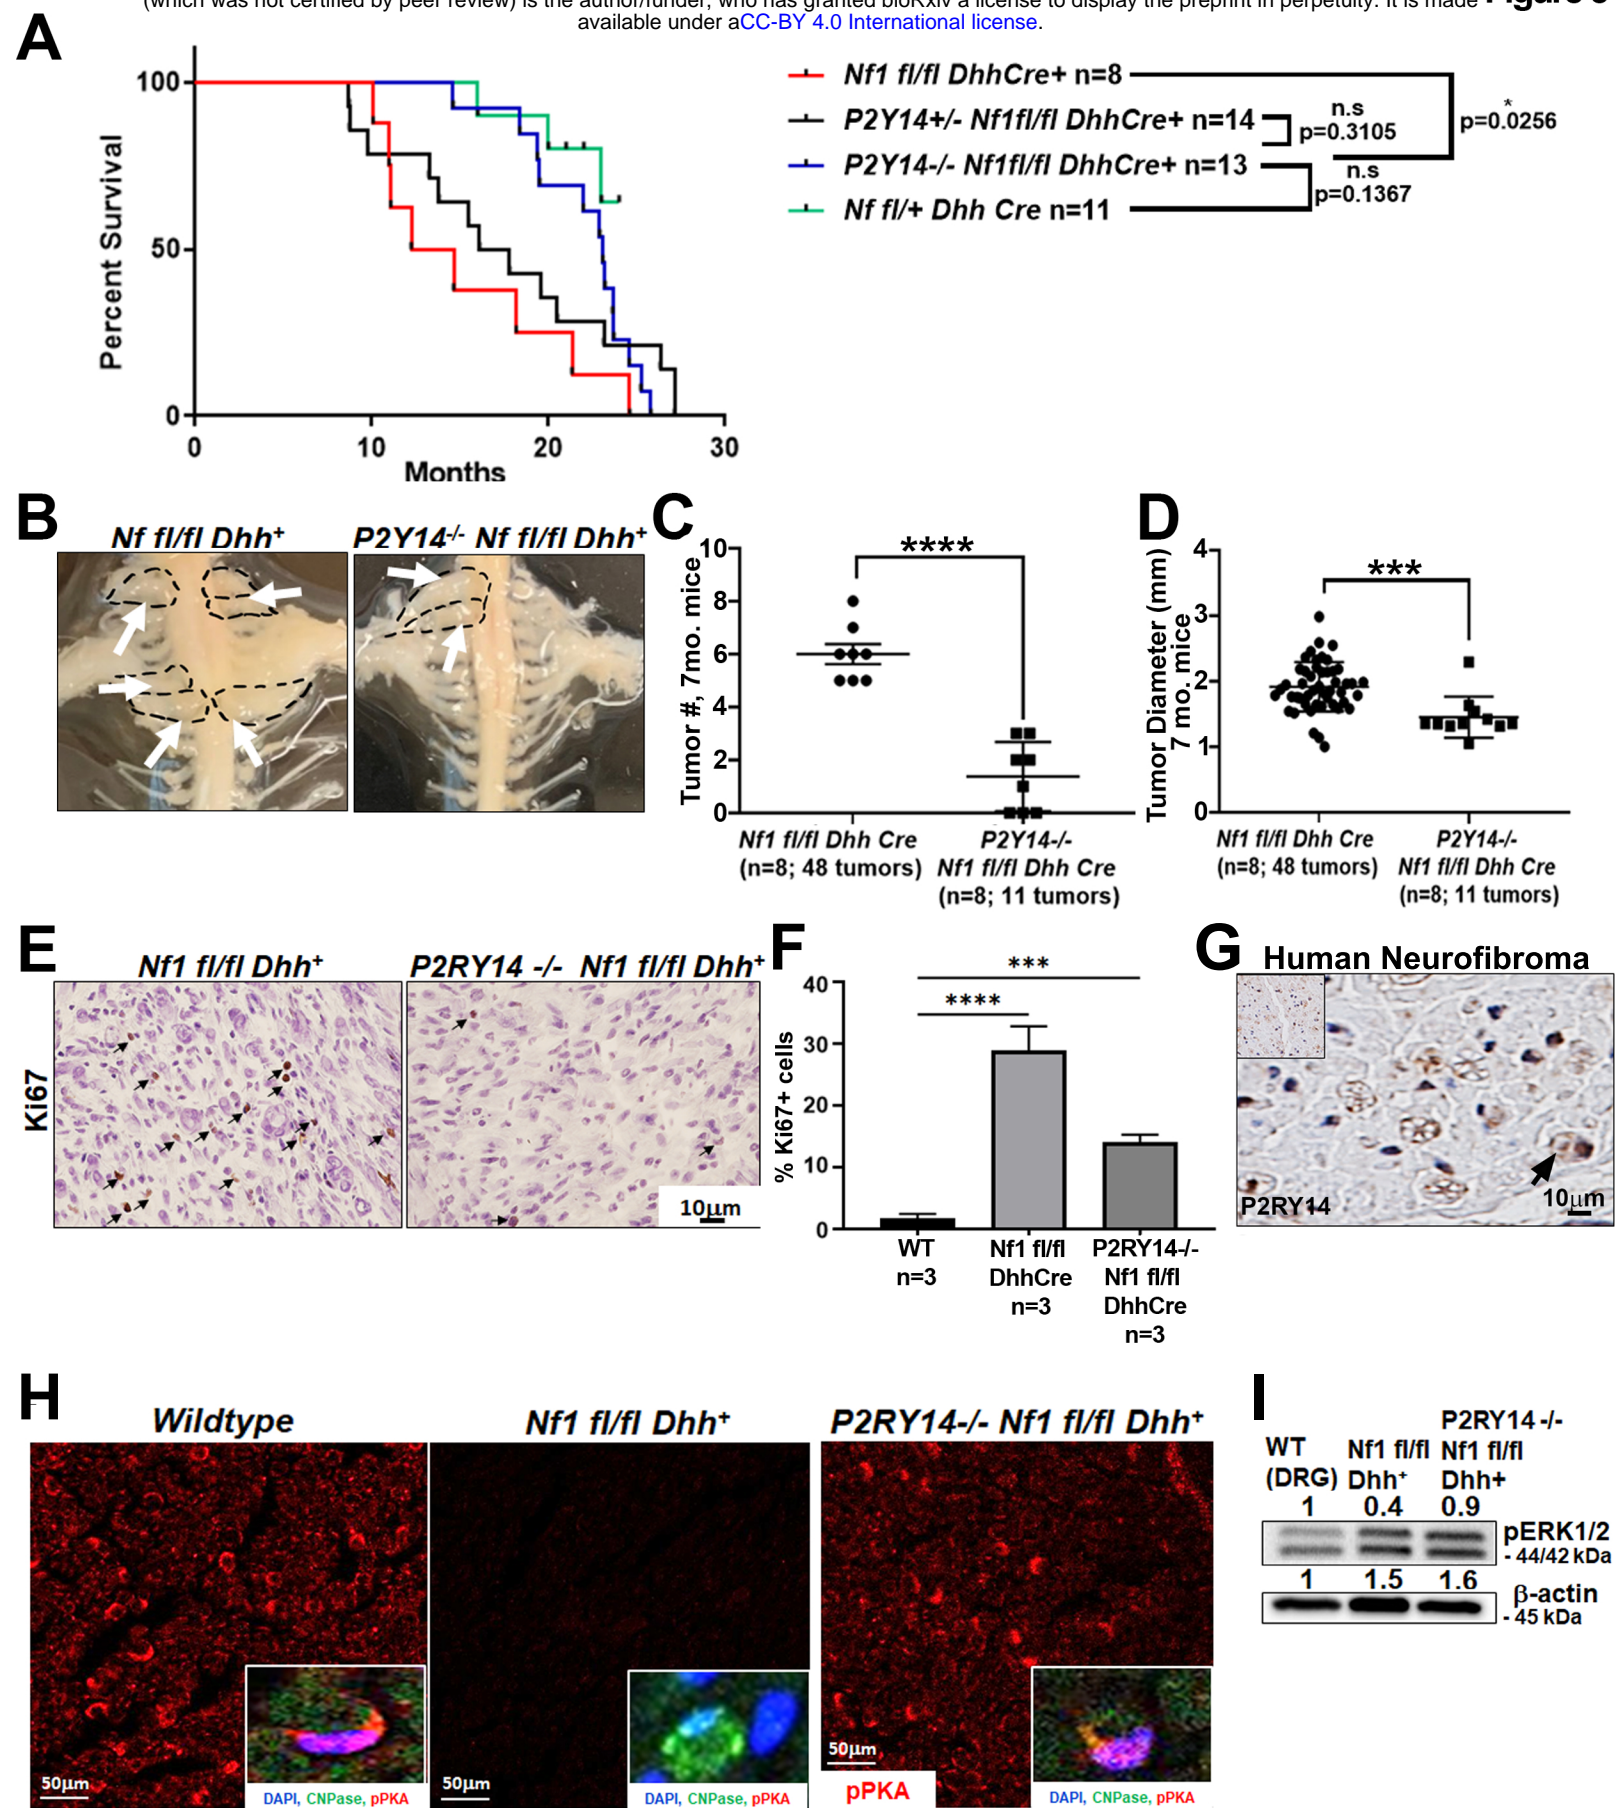 (which was not certified by peer review) is the author/funder, who has granted bioRxiv a license to display the preprint in perpetuity. It is made
available under aCC-BY 4.0 International license.
A
Percent Survival
100
50
0
0 10 20 30
Months
Nf1 fl/fl DhhCre+ n=8
P2Y14+/- Nf1fl/fl DhhCre+ n=14
P2Y14-/- Nf1fl/fl DhhCre+ n=13
Nf fl/+ Dhh Cre n=11
n.s
p=0.3105
*
p=0.0256
n.s
p=0.1367
B
Nf fl/fl Dhh+
P2Y14-/- Nf fl/fl Dhh+
C
Tumor #, 7mo. mice
10
8
6
4
2
0
****
Nf1 fl/fl Dhh Cre
(n=8; 48 tumors)
P2Y14-/-
Nf1 fl/fl Dhh Cre
(n=8; 11 tumors)
D
Tumor Diameter (mm)
7 mo. mice
4
3
2
1
0
***
Nf1 fl/fl Dhh Cre
(n=8; 48 tumors)
P2Y14-/-
Nf1 fl/fl Dhh Cre
(n=8; 11 tumors)
E
Nf1 fl/fl Dhh+
P2RY14 -/- Nf1 fl/fl Dhh+
Ki67
10μm
F
% Ki67+ cells
40
30
20
10
0
***
****
WT
n=3
Nf1 fl/fl
DhhCre
n=3
P2RY14-/-
Nf1 fl/fl
DhhCre
n=3
G
Human Neurofibroma
P2RY14
10μm
H
Wildtype
Nf1 fl/fl Dhh+
P2RY14-/- Nf1 fl/fl Dhh+
50μm
DAPI, CNPase, pPKA
50μm
DAPI, CNPase, pPKA
50μm
pPKA
DAPI, CNPase, pPKA
I
WT
(DRG)
Nf1 fl/fl
Dhh+
P2RY14 -/-
Nf1 fl/fl
Dhh+
1 0.4 0.9
pERK1/2
- 44/42 kDa
1 1.5 1.6
β-actin
- 45 kDa